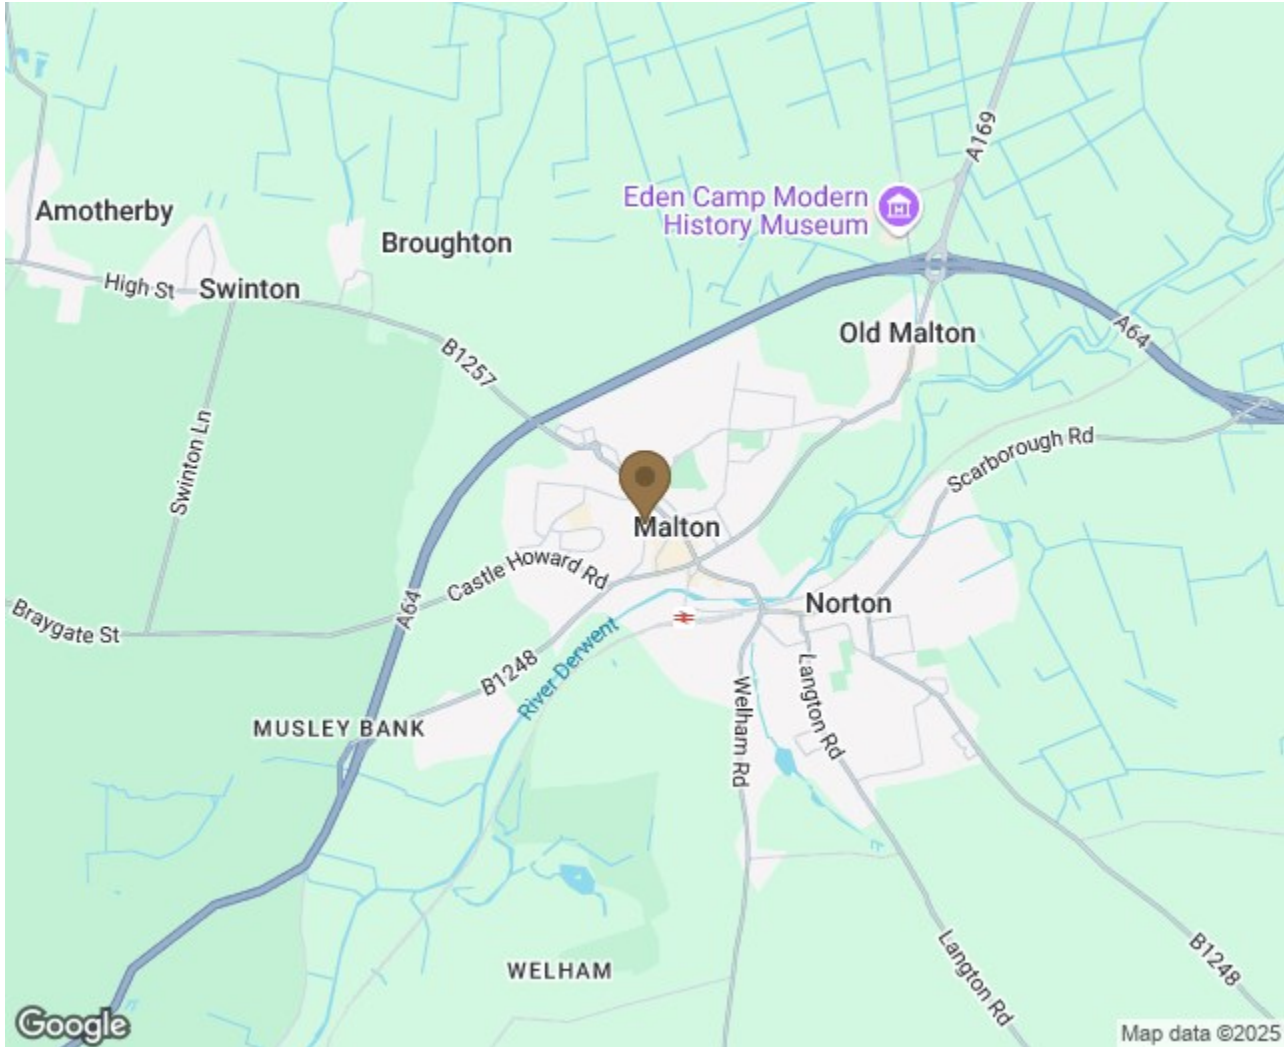 A169
Eden Camp Modern
History Museum
Amotherby
Broughton
High St
Swinton
Old Malton
A64
B1257
Swinton Ln
Scarborough Rd
Malton
Castle Howard Rd
A64
Norton
Braygate St
River Derwent
B1248
Welham Rd
Langton Rd
MUSLEY BANK
WELHAM
Langton Rd
B1248
Google
Map data ©2025